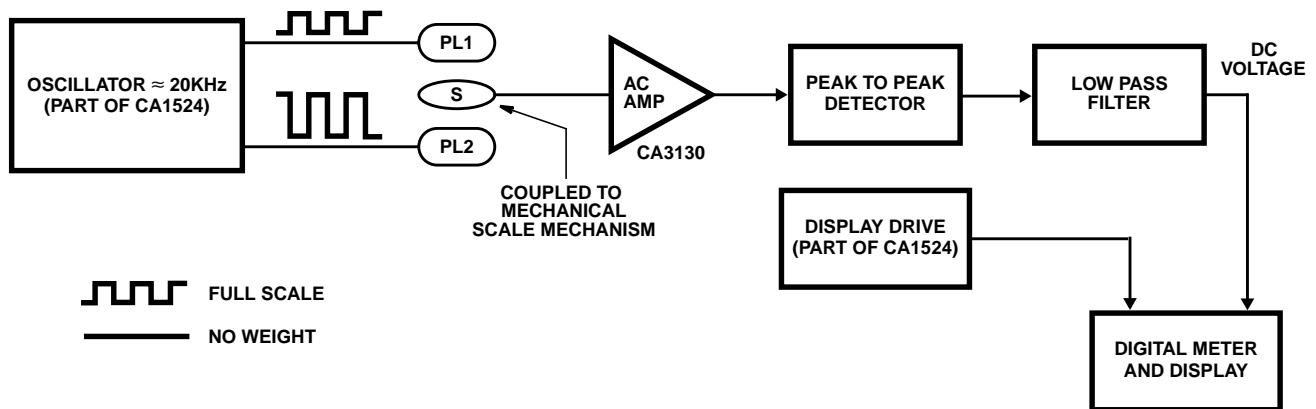 OSCILLATOR ≈ 20KHz
(PART OF CA1524)
PL1
S
PL2
COUPLED TO
MECHANICAL
SCALE MECHANISM
AC
AMP
CA3130
PEAK TO PEAK
DETECTOR
LOW PASS
FILTER
DC
VOLTAGE
DISPLAY DRIVE
(PART OF CA1524)
DIGITAL METER
AND DISPLAY
FULL SCALE
NO WEIGHT